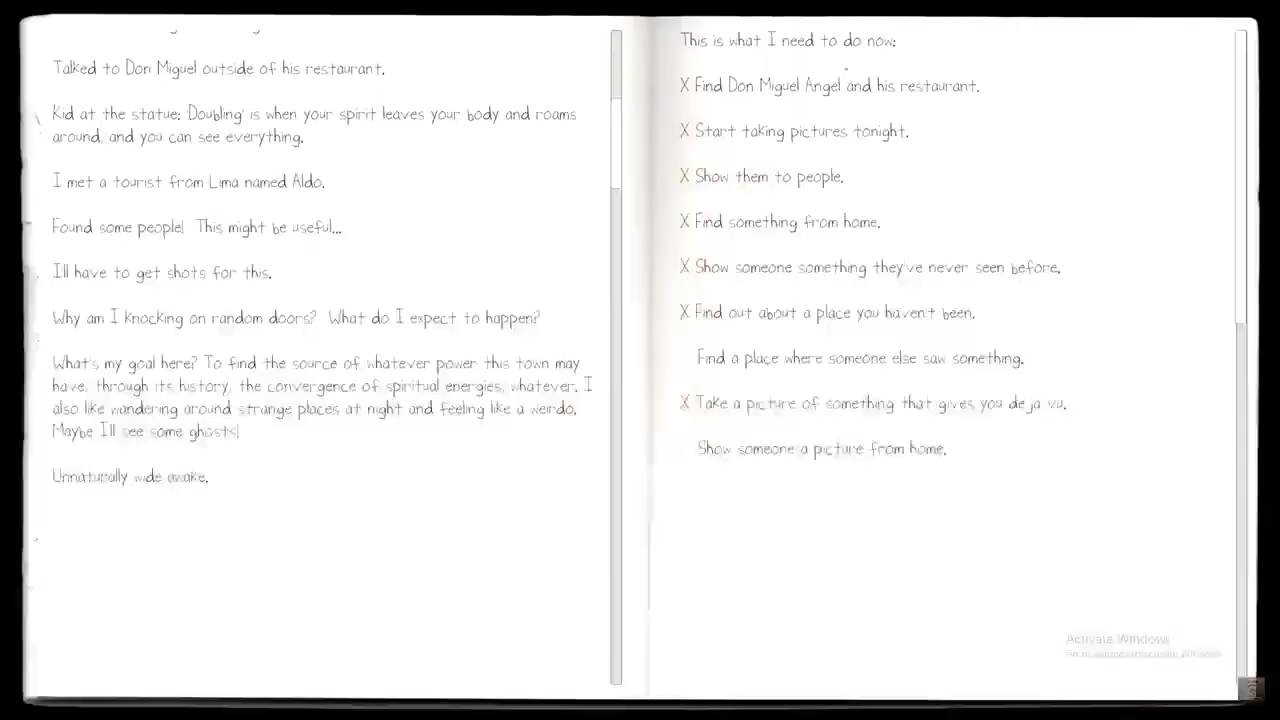 Talked to Don Miguel outside of his restaurant.
Kid at the statue: 'Doubling' is when your spirit leaves your body and roams
around, and you can see everything.
I met a tourist from Lima named Aldo.
Found some people! This might be useful...
I'll have to get shots for this.
Why am I knocking on random doors? What do I expect to happen?
What's my goal here? To find the source of whatever power this town may
have, through its history, the convergence of spiritual energies, whatever. I
also like wandering around strange places at night and feeling like a weirdo.
Maybe I'll see some ghosts!
Unnaturally wide awake.
This is what I need to do now:
X Find Don Miguel Angel and his restaurant.
X Start taking pictures tonight.
X Show them to people.
X Find something from home.
X Show someone something they've never seen before.
X Find out about a place you haven't been.
Find a place where someone else saw something.
X Take a picture of something that gives you deja vu.
Show someone a picture from home.
Activate Windows